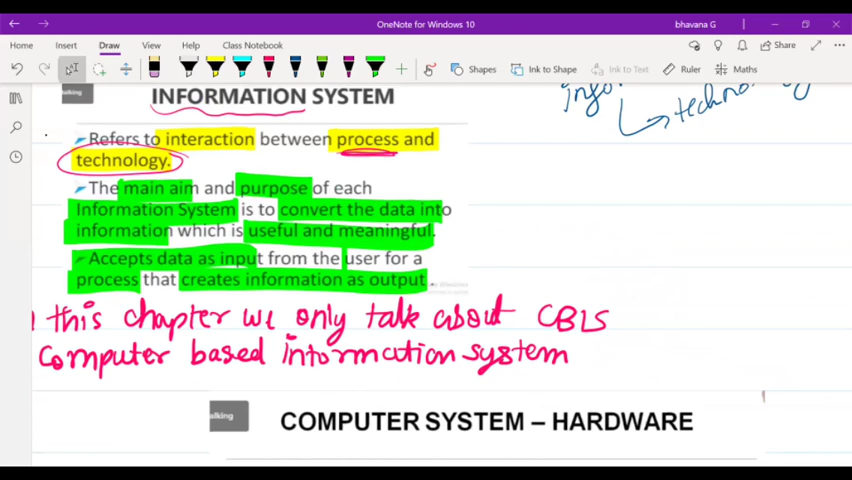 OneNote for Windows 10
bhavana G
Home Insert Draw View Help Class Notebook
Share
Shapes Ink to Shape Ink to Text Ruler Maths
alking
INFORMATION SYSTEM
Refers to interaction between process and
technology.
The main aim and purpose of each
Information System is to convert the data into
information which is useful and meaningful.
Accepts data as input from the user for a
process that creates information as output.
this chapter we only talk about CBIS
Computer based information system
alking
COMPUTER SYSTEM – HARDWARE